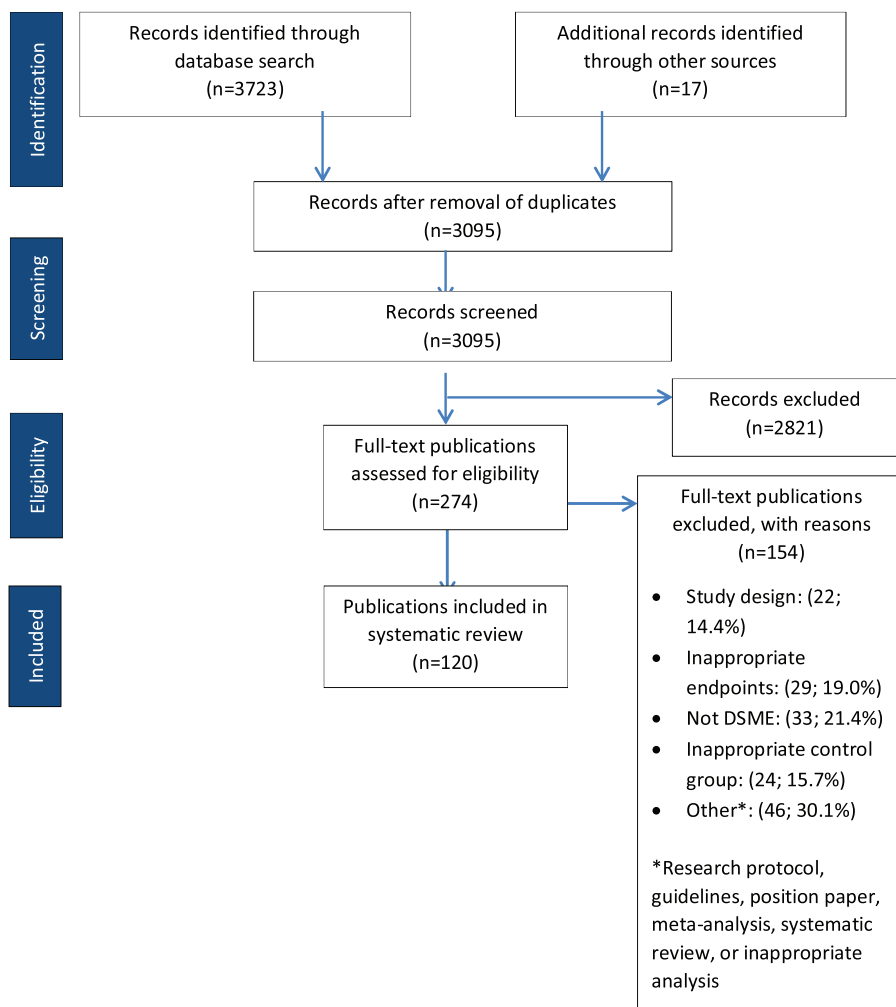 Identification
Records identified through
database search
(n=3723)
Additional records identified
through other sources
(n=17)
Records after removal of duplicates
(n=3095)
Screening
Records screened
(n=3095)
Records excluded
(n=2821)
Eligibility
Full-text publications
assessed for eligibility
(n=274)
Full-text publications
excluded, with reasons
(n=154)
• Study design: (22;
14.4%)
• Inappropriate
endpoints: (29; 19.0%)
• Not DSME: (33; 21.4%)
• Inappropriate control
group: (24; 15.7%)
• Other*: (46; 30.1%)
*Research protocol,
guidelines, position paper,
meta-analysis, systematic
review, or inappropriate
analysis
Included
Publications included in
systematic review
(n=120)